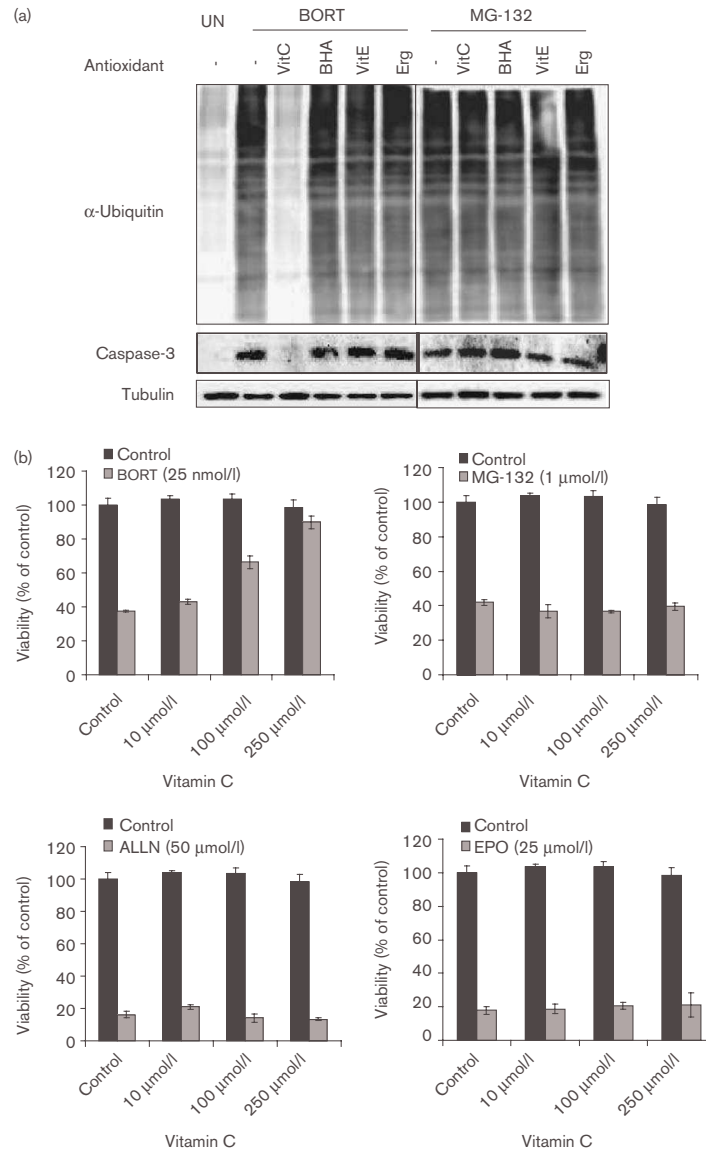 (a)
UN
BORT
MG-132
Antioxidant
- - VitC BHA VitE Erg - VitC BHA VitE Erg
α-Ubiquitin
Caspase-3
Tubulin
(b)
Control
BORT (25 nmol/l)
120
100
80
60
40
20
0
Viability (% of control)
Control
10 μmol/l
100 μmol/l
250 μmol/l
Vitamin C
Control
MG-132 (1 μmol/l)
120
100
80
60
40
20
0
Viability (% of control)
Control
10 μmol/l
100 μmol/l
250 μmol/l
Vitamin C
Control
ALLN (50 μmol/l)
120
100
80
60
40
20
0
Viability (% of control)
Control
10 μmol/l
100 μmol/l
250 μmol/l
Vitamin C
Control
EPO (25 μmol/l)
120
100
80
60
40
20
0
Viability (% of control)
Control
10 μmol/l
100 μmol/l
250 μmol/l
Vitamin C